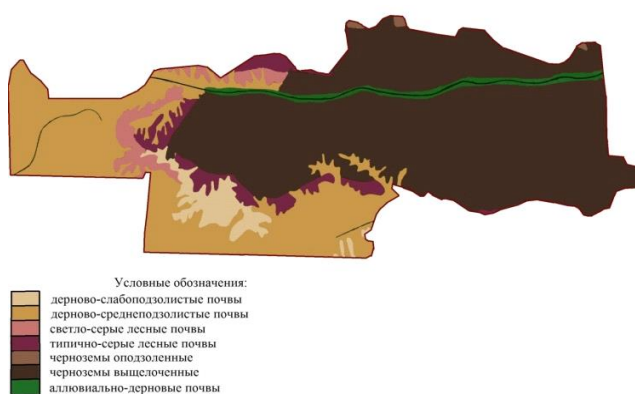 Условные обозначения:
дерново-слабоподзолистые почвы
дерново-среднеподзолистые почвы
светло-серые лесные почвы
типично-серые лесные почвы
черноземы оподзоленные
черноземы выщелоченные
аллювиально-дерновые почвы